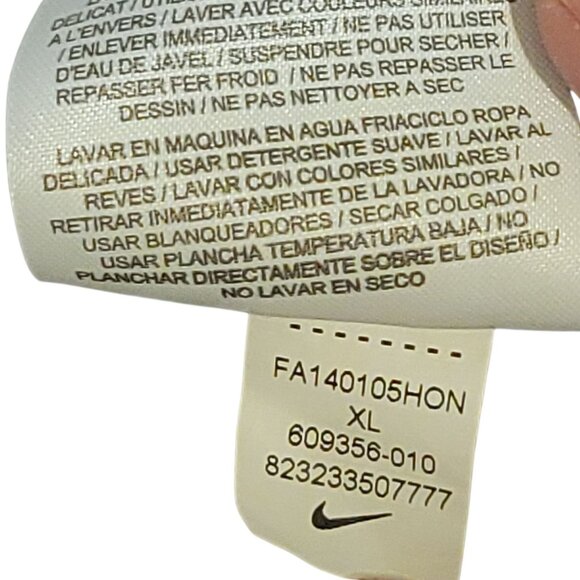 DELICAT / 
A L'ENVERS / LAVER AVEC COULEURS SIMILAIRES
/ ENLEVER IMMEDIATEMENT / NE PAS UTILISER
D'EAU DE JAVEL / SUSPENDRE POUR SECHER /
REPASSER FER FROID / NE PAS REPASSER LE
DESSIN / NE PAS NETTOYER A SEC
LAVAR EN MAQUINA EN AGUA FRIACICLO ROPA
DELICADA / USAR DETERGENTE SUAVE / LAVAR AL
REVES / LAVAR CON COLORES SIMILARES /
RETIRAR INMEDIATAMENTE DE LA LAVADORA / NO
USAR BLANQUEADORES / SECAR COLGADO /
USAR PLANCHA TEMPERATURA BAJA / NO
PLANCHAR DIRECTAMENTE SOBRE EL DISEÑO /
NO LAVAR EN SECO
FA140105HON
XL
609356-010
823233507777